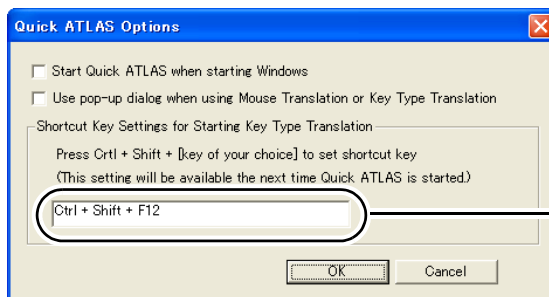 Quick ATLAS Options
Start Quick ATLAS when starting Windows
Use pop-up dialog when using Mouse Translation or Key Type Translation
Shortcut Key Settings for Starting Key Type Translation
Press Crtl + Shift + [key of your choice] to set shortcut key
(This setting will be available the next time Quick ATLAS is started.)
Ctrl + Shift + F12
OK Cancel